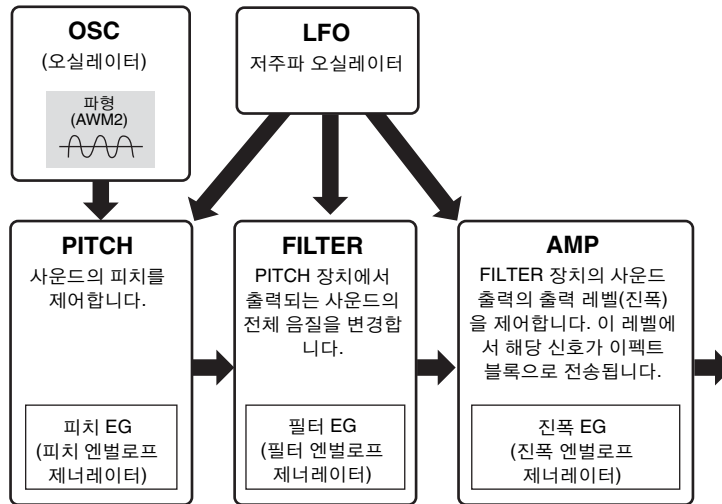 OSC
(오실레이터)
파형
(AWM2)
LFO
저주파 오실레이터
PITCH
사운드의 피치를
제어합니다.
피치 EG
(피치 엔벌로프
제너레이터)
FILTER
PITCH 장치에서
출력되는 사운드의
전체 음질을 변경합
니다.
필터 EG
(필터 엔벌로프
제너레이터)
AMP
FILTER 장치의 사운드
출력의 출력 레벨(진폭)
을 제어합니다. 이 레벨에
서 해당 신호가 이펙트
블록으로 전송됩니다.
진폭 EG
(진폭 엔벌로프
제너레이터)